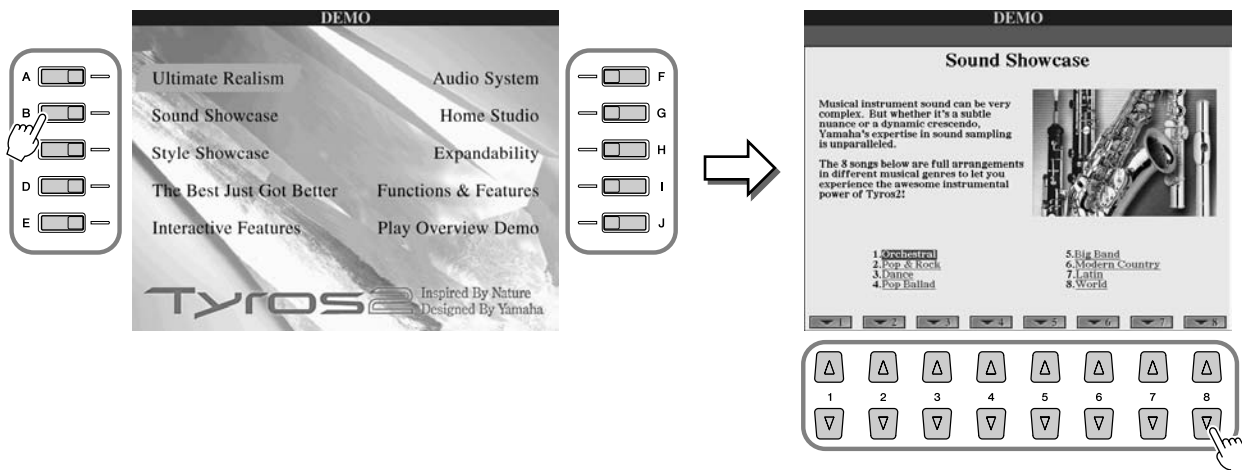 DEMO
Ultimate Realism
Sound Showcase
Style Showcase
The Best Just Got Better
Interactive Features
Audio System
Home Studio
Expandability
Functions & Features
Play Overview Demo
Tyros2
Inspired By Nature
Designed By Yamaha
A
B
D
E
F
G
H
I
J
DEMO
Sound Showcase
Musical instrument sound can be very
complex. But whether it's a subtle
nuance or a dynamic crescendo,
Yamaha's expertise in sound sampling
is unparalleled.
The 8 songs below are full arrangements
in different musical genres to let you
experience the awesome instrumental
power of Tyros2!
1.Orchestral
2.Pop & Rock
3.Dance
4.Pop Ballad
5.Big Band
6.Modern Country
7.Latin
8.World
1 2 3 4 5 6 7 8
1 2 3 4 5 6 7 8